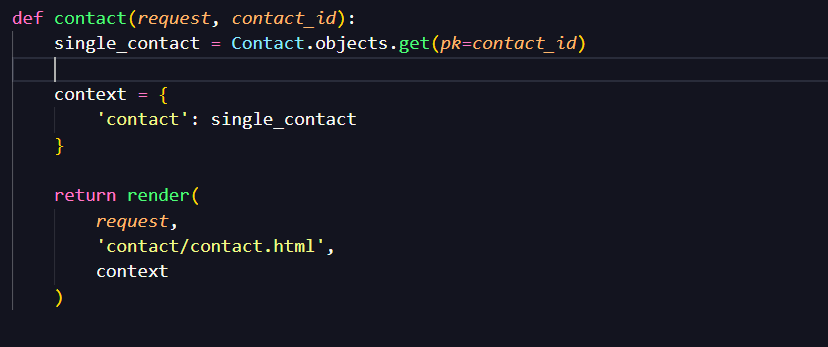 def contact(request, contact_id):
    single_contact = Contact.objects.get(pk=contact_id)
    context = {
        'contact': single_contact
    }
    return render(
        request,
        'contact/contact.html',
        context
    )